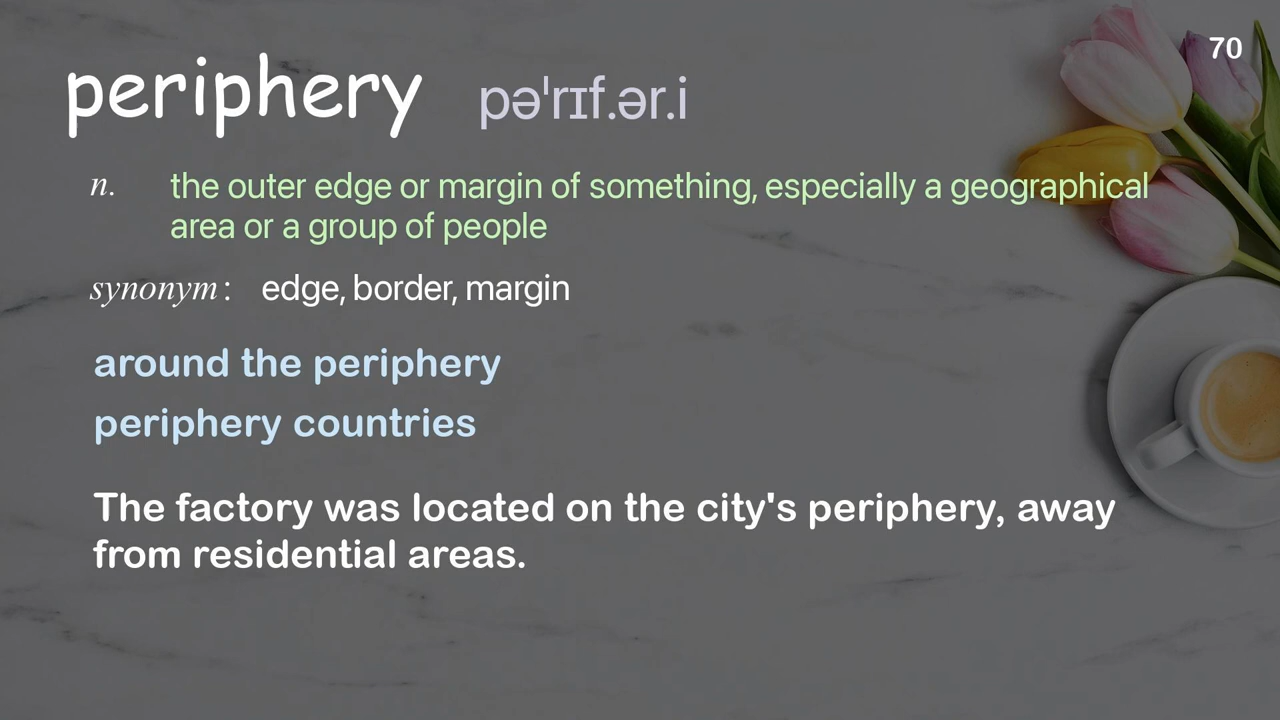 70
periphery pəˈrɪf.ər.i
n. the outer edge or margin of something, especially a geographical
area or a group of people
synonym: edge, border, margin
around the periphery
periphery countries
The factory was located on the city's periphery, away
from residential areas.